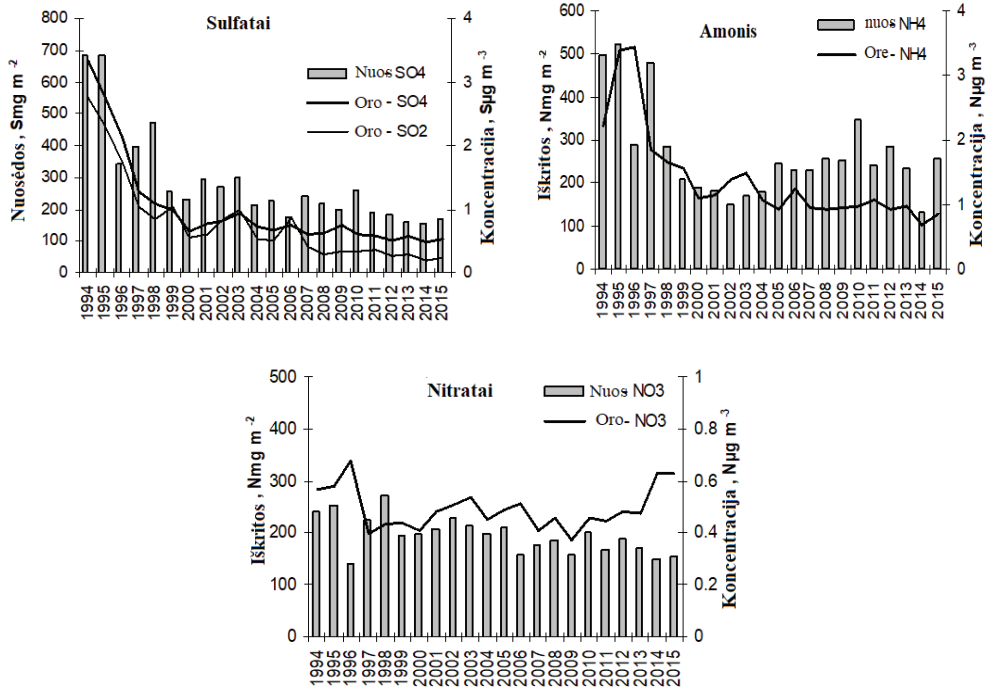 Sulfatai
Nuosėdos , Smg m -2
800
700
600
500
400
300
200
100
0
Nuos SO4
Oro - SO4
Oro - SO2
4
3
2
1
0
Koncentracija, Sµg m -3
1994 1995 1996 1997 1998 1999 2000 2001 2002 2003 2004 2005 2006 2007 2008 2009 2010 2011 2012 2013 2014 2015
Amonis
Iškritos , Nmg m -2
600
500
400
300
200
100
0
nuos NH4
Ore - NH4
4
3
2
1
0
Koncentracija , Nµg m -3
1994 1995 1996 1997 1998 1999 2000 2001 2002 2003 2004 2005 2006 2007 2008 2009 2010 2011 2012 2013 2014 2015
Nitratai
Iškritos , Nmg m -2
500
400
300
200
100
0
Nuos NO3
Oro - NO3
1
0.8
0.6
0.4
0.2
0
Koncentracija , Nµg m -3
1994 1995 1996 1997 1998 1999 2000 2001 2002 2003 2004 2005 2006 2007 2008 2009 2010 2011 2012 2013 2014 2015